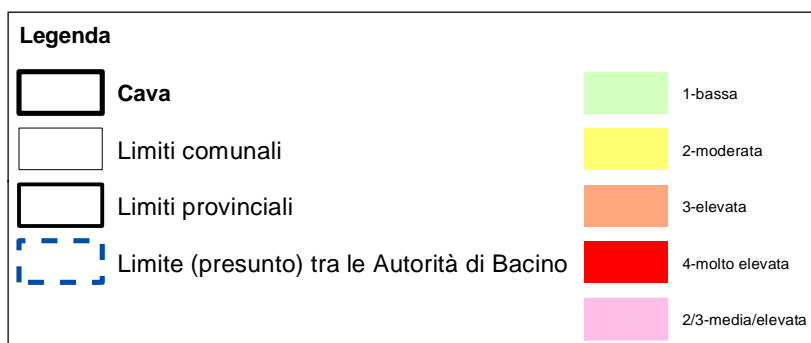 Legenda
Cava
Limiti comunali
Limiti provinciali
Limite (presunto) tra le Autorità di Bacino
1-bassa
2-moderata
3-elevata
4-molto elevata
2/3-media/elevata